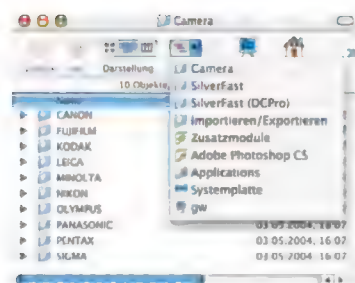 Camera
Darstellung
10 Objekte
Name
Camera
SilverFast
SilverFast (DCPro)
Importieren/Exportieren
Zusatzmodule
Adobe Photoshop CS
Applications
Systemplatte
gw
CANON
FUJIFILM
KODAK
LEICA
MINOLTA
NIKON
OLYMPUS
PANASONIC 03.05.2004, 16:07
PENTAX 03.05.2004, 16:07
SIGMA 03.05.2004, 16:07